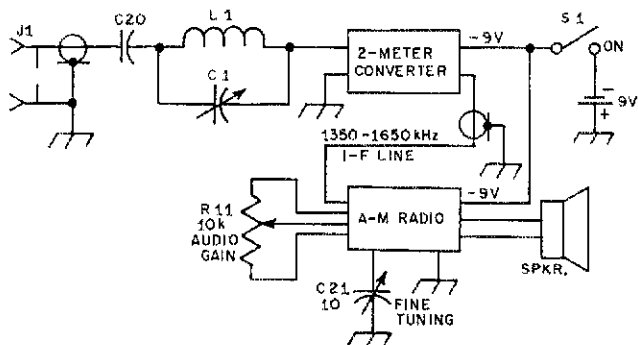 J1
C20
L1
C1
2-METER
CONVERTER
-9V
S1
ON
-
+
9V
1350-1650kHz
I-F LINE
R11
10k
AUDIO
GAIN
A-M RADIO
-9V
SPKR.
C21
10
FINE
TUNING